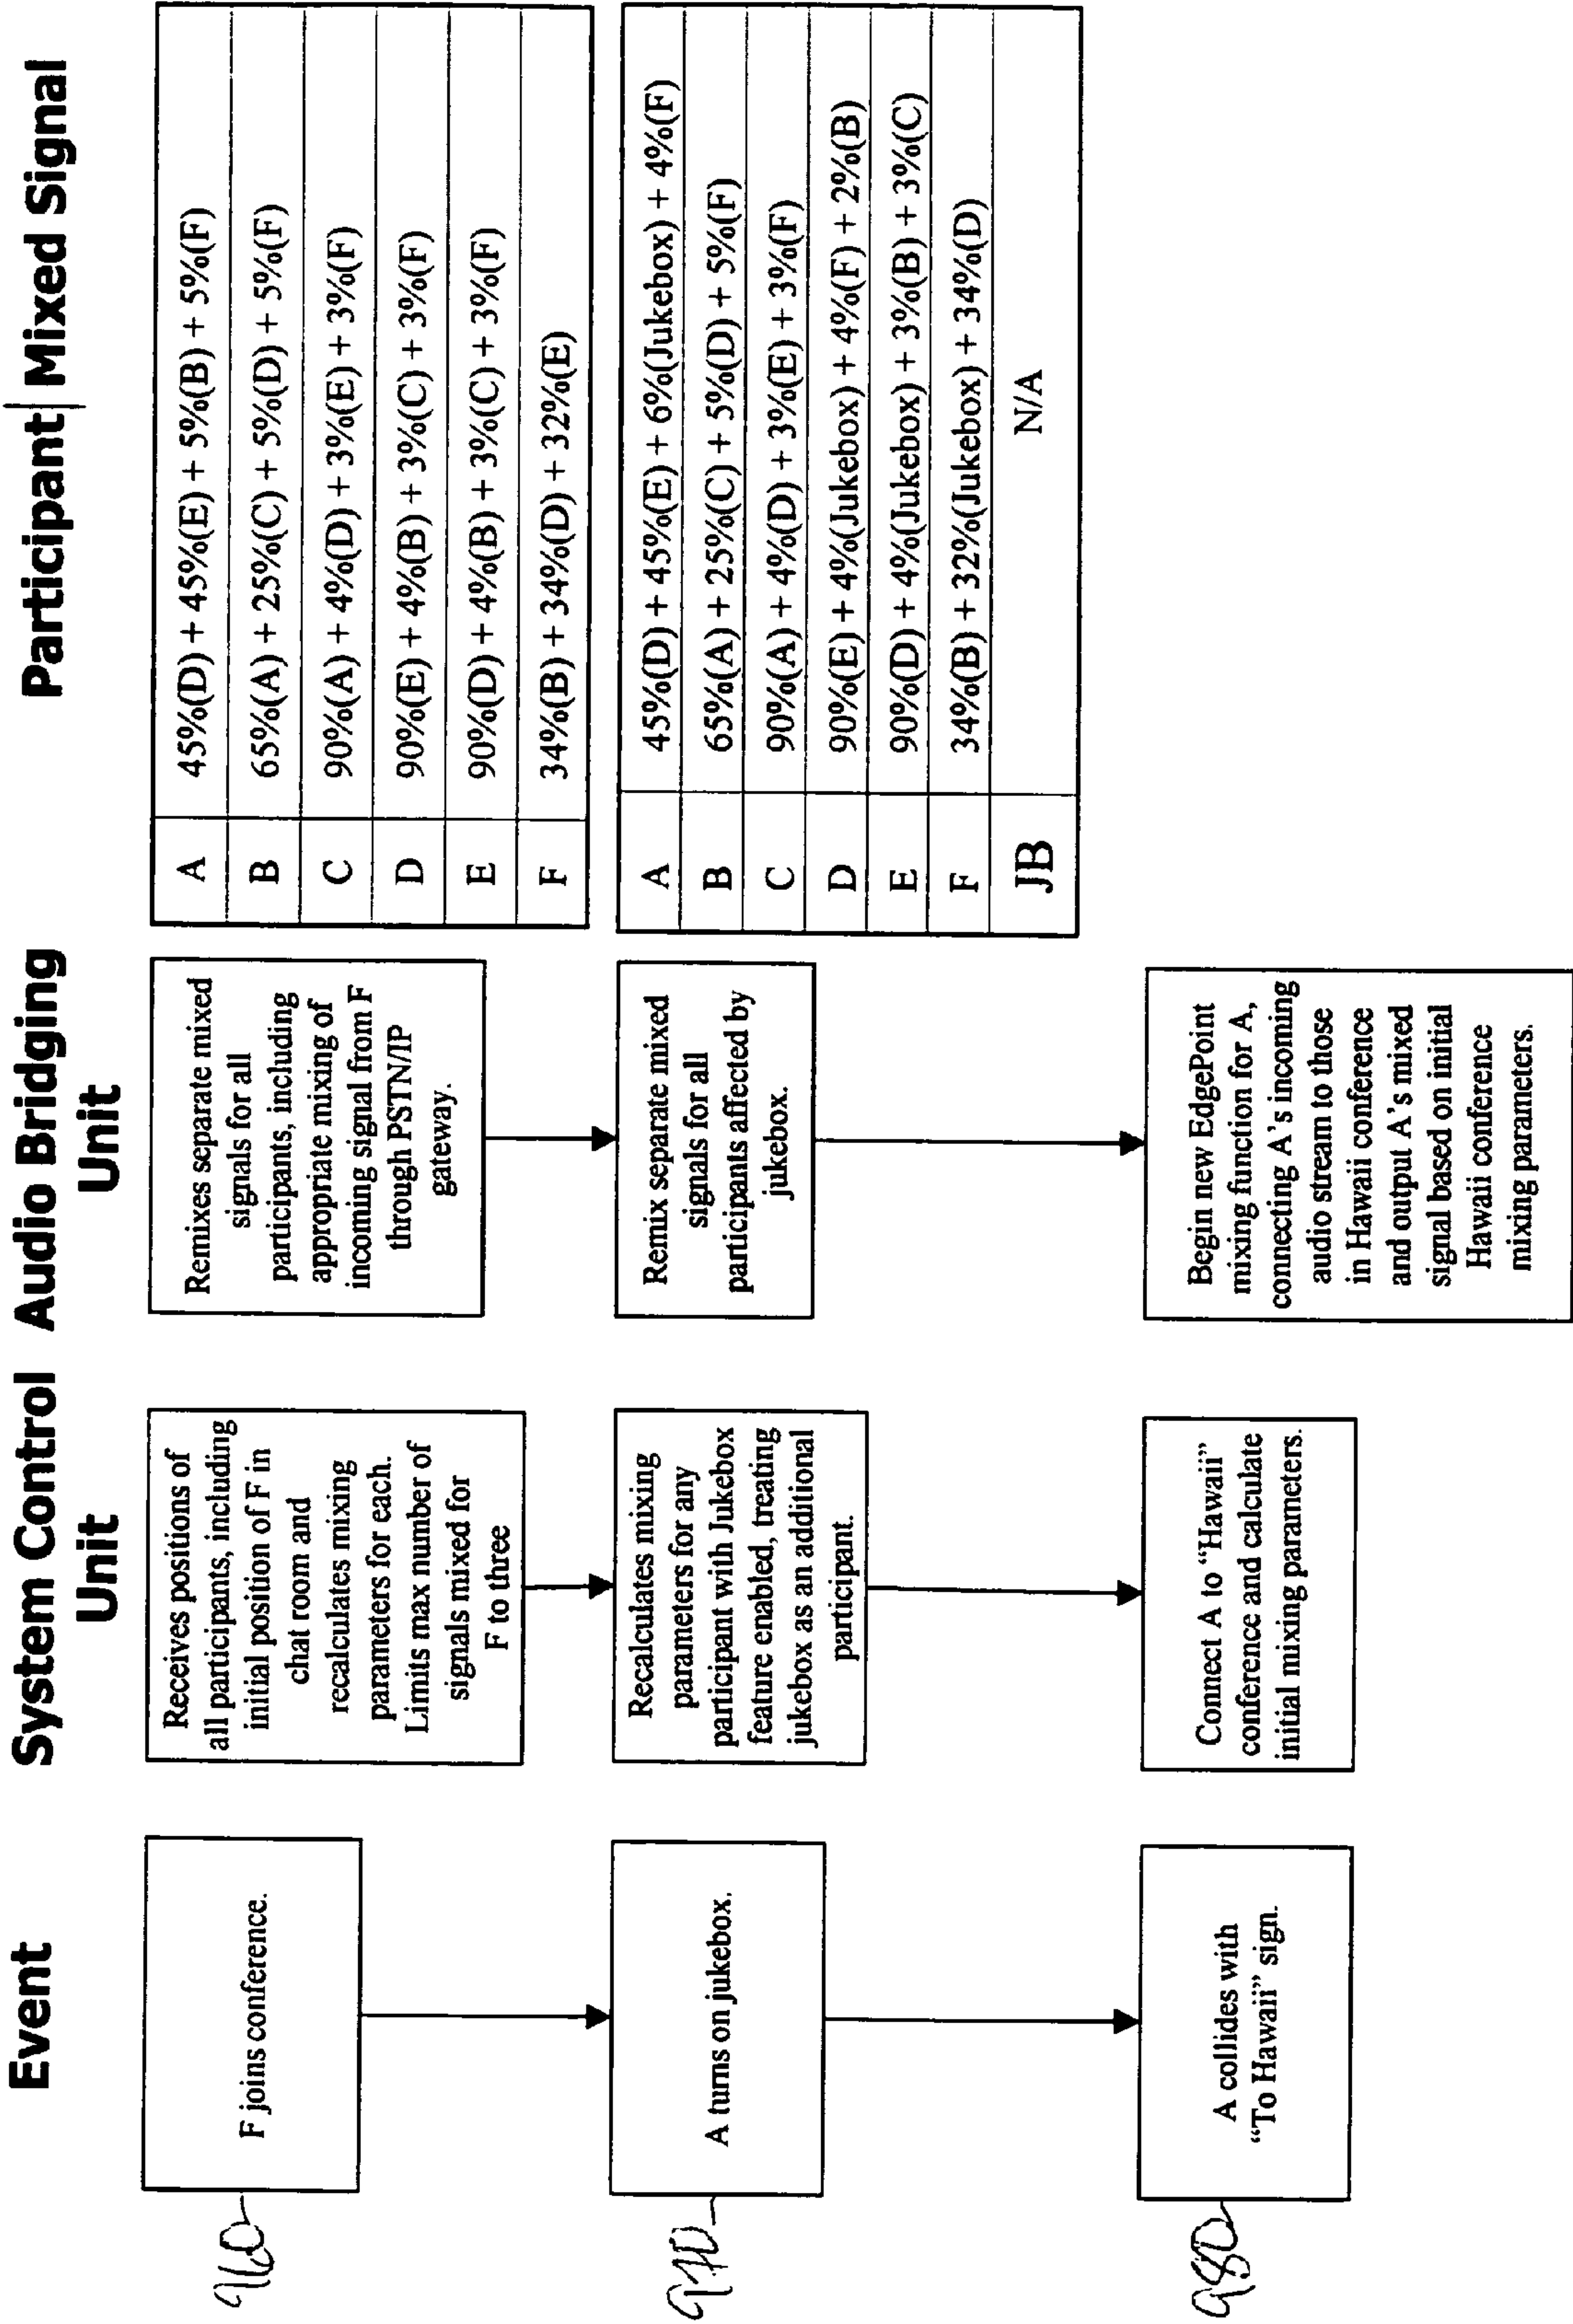 Event
System Control
Unit
Audio Bridging
Unit
Participant | Mixed Signal
960
F joins conference.
Receives positions of
all participants, including
initial position of F in
chat room and
recalculates mixing
parameters for each.
Limits max number of
signals mixed for
F to three
Remixes separate mixed
signals for all
participants, including
appropriate mixing of
incoming signal from F
through PSTN/IP
gateway.
A 45%(D) + 45%(E) + 5%(B) + 5%(F)
B 65%(A) + 25%(C) + 5%(D) + 5%(F)
C 90%(A) + 4%(D) + 3%(E) + 3%(F)
D 90%(E) + 4%(B) + 3%(C) + 3%(F)
E 90%(D) + 4%(B) + 3%(C) + 3%(F)
F 34%(B) + 34%(D) + 32%(E)
970
A turns on jukebox.
Recalculates mixing
parameters for any
participant with Jukebox
feature enabled, treating
jukebox as an additional
participant.
Remix separate mixed
signals for all
participants affected by
jukebox.
A 45%(D) + 45%(E) + 6%(Jukebox) + 4%(F)
B 65%(A) + 25%(C) + 5%(D) + 5%(F)
C 90%(A) + 4%(D) + 3%(E) + 3%(F)
D 90%(E) + 4%(Jukebox) + 4%(F) + 2%(B)
E 90%(D) + 4%(Jukebox) + 3%(B) + 3%(C)
F 34%(B) + 32%(Jukebox) + 34%(D)
JB N/A
980
A collides with
“To Hawaii” sign.
Connect A to “Hawaii”
conference and calculate
initial mixing parameters.
Begin new EdgePoint
mixing function for A,
connecting A's incoming
audio stream to those
in Hawaii conference
and output A's mixed
signal based on initial
Hawaii conference
mixing parameters.